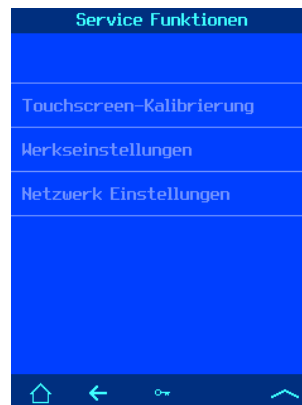 Service Funktionen
Touchscreen-Kalibrierung
Werkseinstellungen
Netzwerk Einstellungen